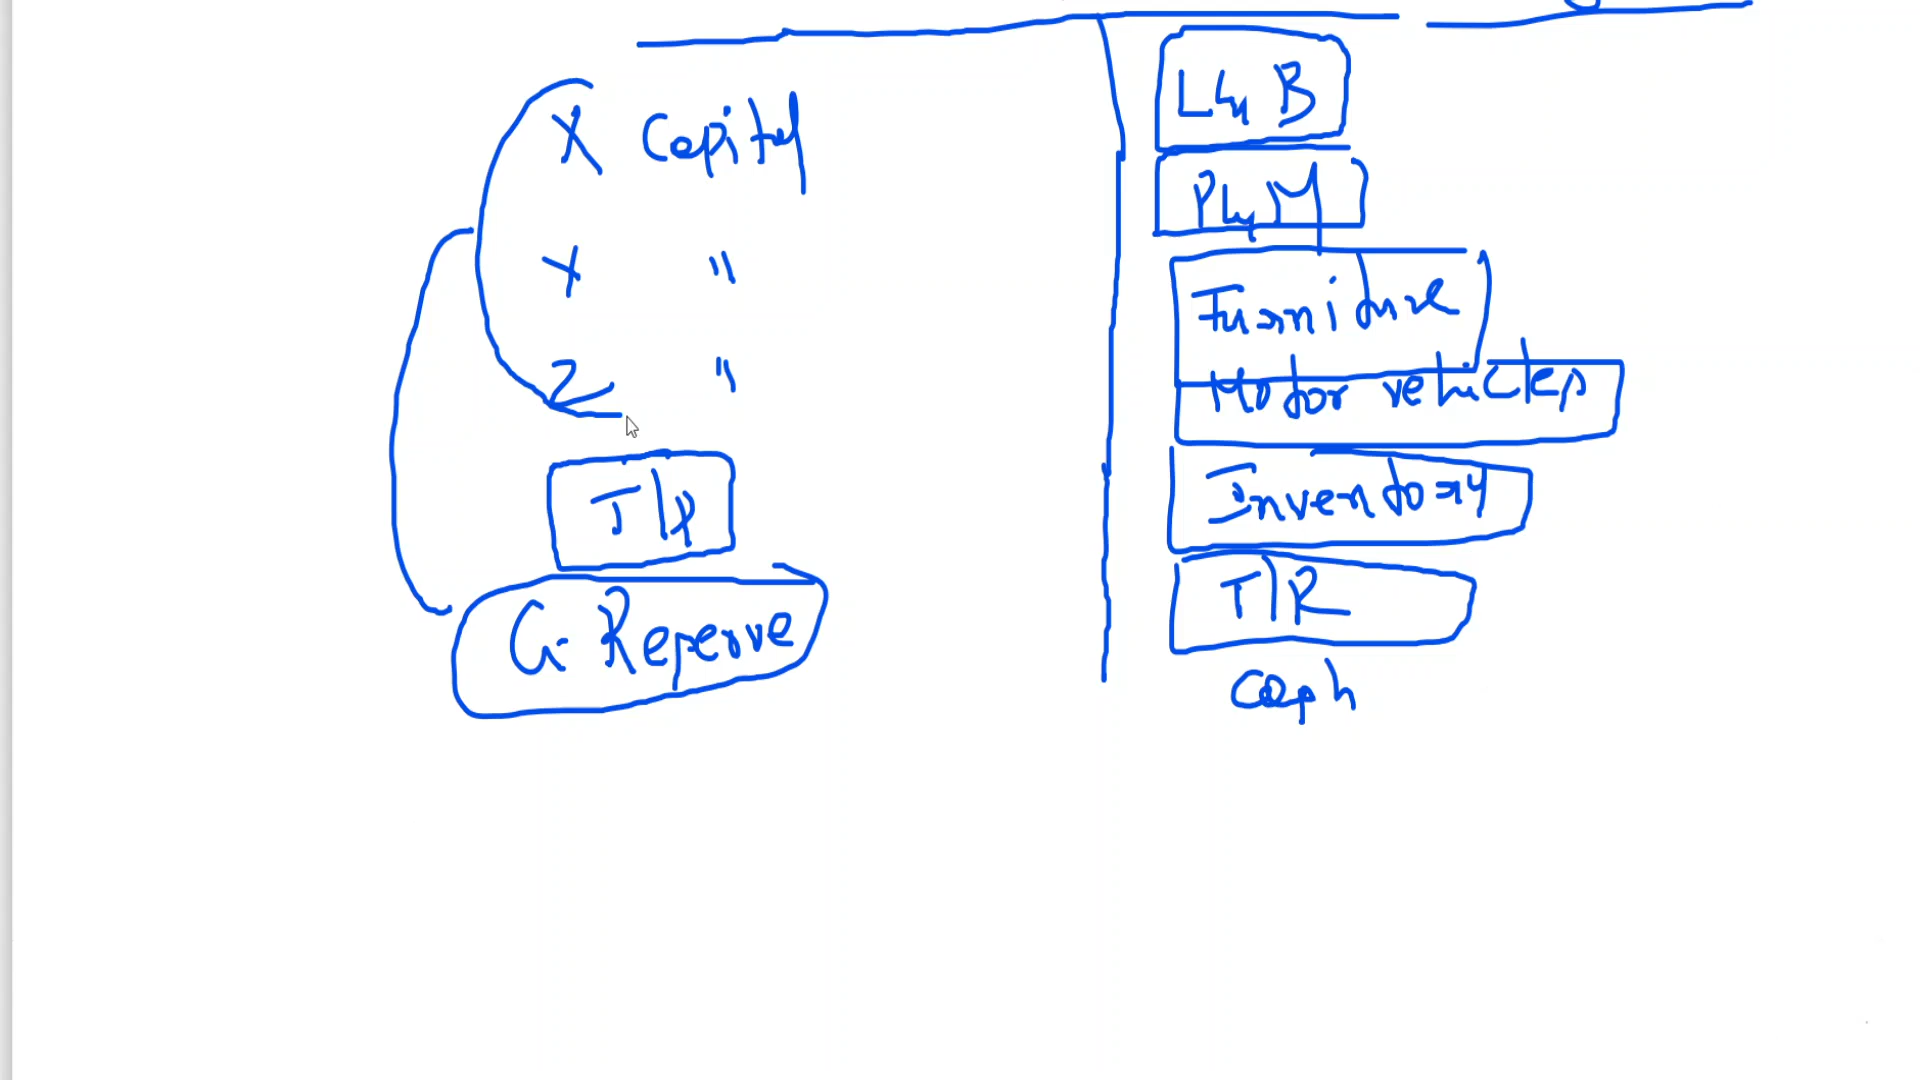 X Capital
Y "
Z "
T/P
G. Reserve
L & B
P & M
Furniture
Motor vehicles
Inventory
T/R
Cash